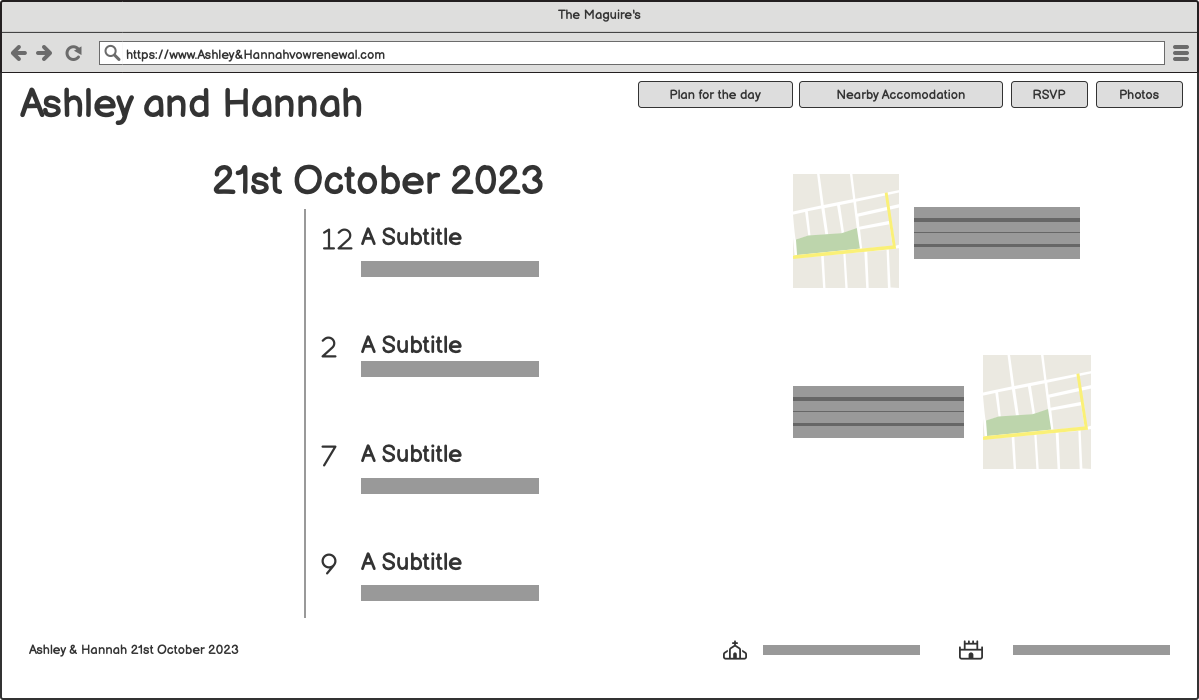 The Maguire's
https://www.Ashley&Hannahvowrenewal.com
Ashley and Hannah
Plan for the day
Nearby Accomodation
RSVP
Photos
21st October 2023
12 A Subtitle
2 A Subtitle
7 A Subtitle
9 A Subtitle
Ashley & Hannah 21st October 2023